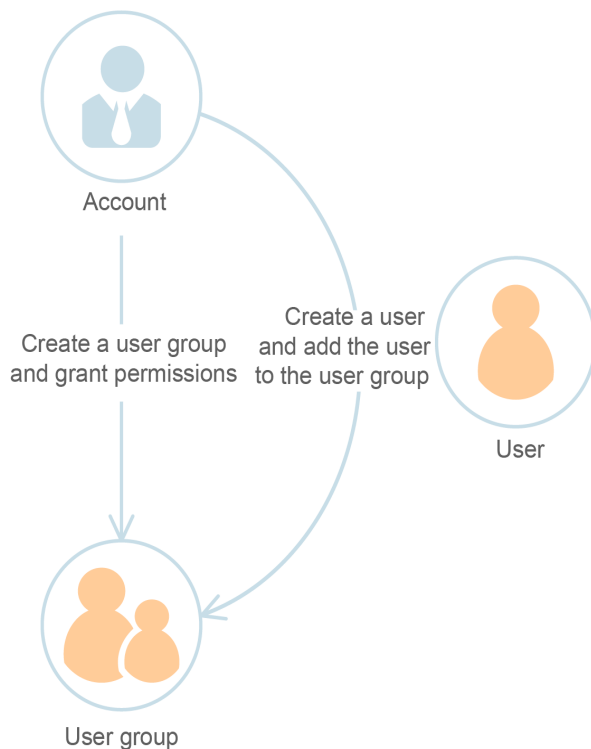 Account
Create a user group
and grant permissions
Create a user
and add the user
to the user group
User
User group